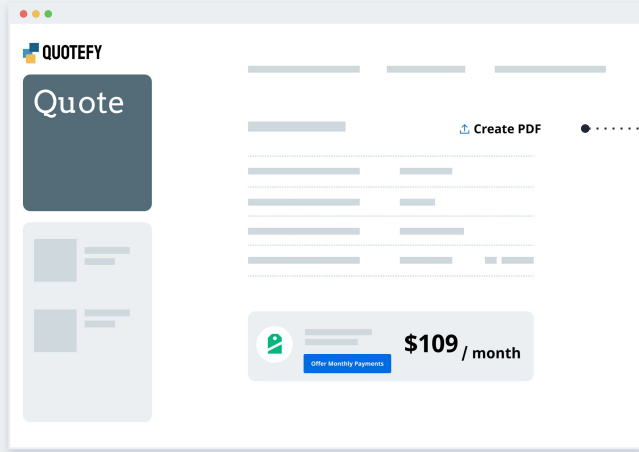 QUOTEFY
Quote
Create PDF
Offer Monthly Payments
$109 / month